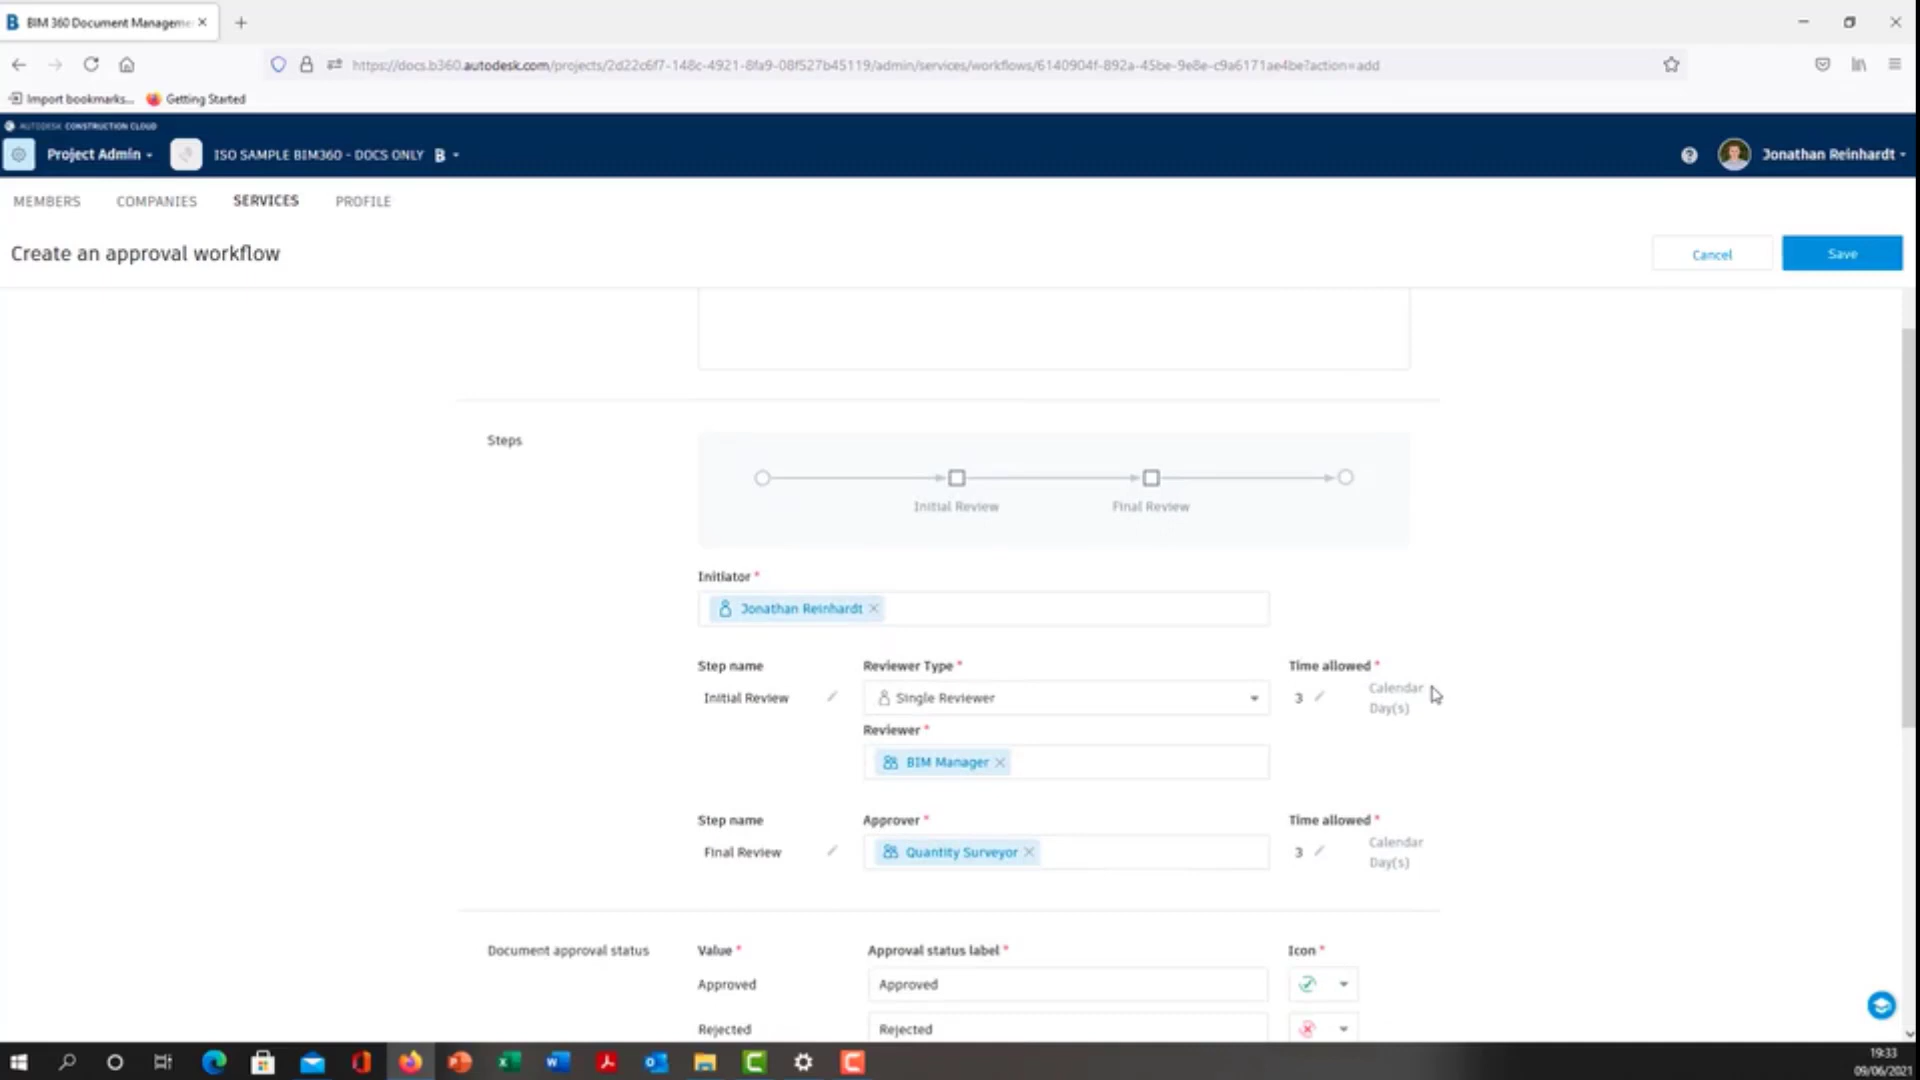 BIM 360 Document Manageme
https://docs.b360.autodesk.com/projects/2d22c6f7-148c-4921-8fa9-08f527b45119/admin/services/workflows/6140904f-892a-45be-9e8e-c9a6171ae4be?action=add
Import bookmarks... Getting Started
AUTODESK CONSTRUCTION CLOUD
Project Admin ISO SAMPLE BIM360 - DOCS ONLY B Jonathan Reinhardt
MEMBERS COMPANIES SERVICES PROFILE
Create an approval workflow Cancel Save
Steps
Initial Review Final Review
Initiator *
Jonathan Reinhardt
Step name Reviewer Type * Time allowed *
Initial Review Single Reviewer 3 Calendar Day(s)
Reviewer *
BIM Manager
Step name Approver * Time allowed *
Final Review Quantity Surveyor 3 Calendar Day(s)
Document approval status Value * Approval status label * Icon *
Approved Approved
Rejected Rejected
19:33
09/06/2021